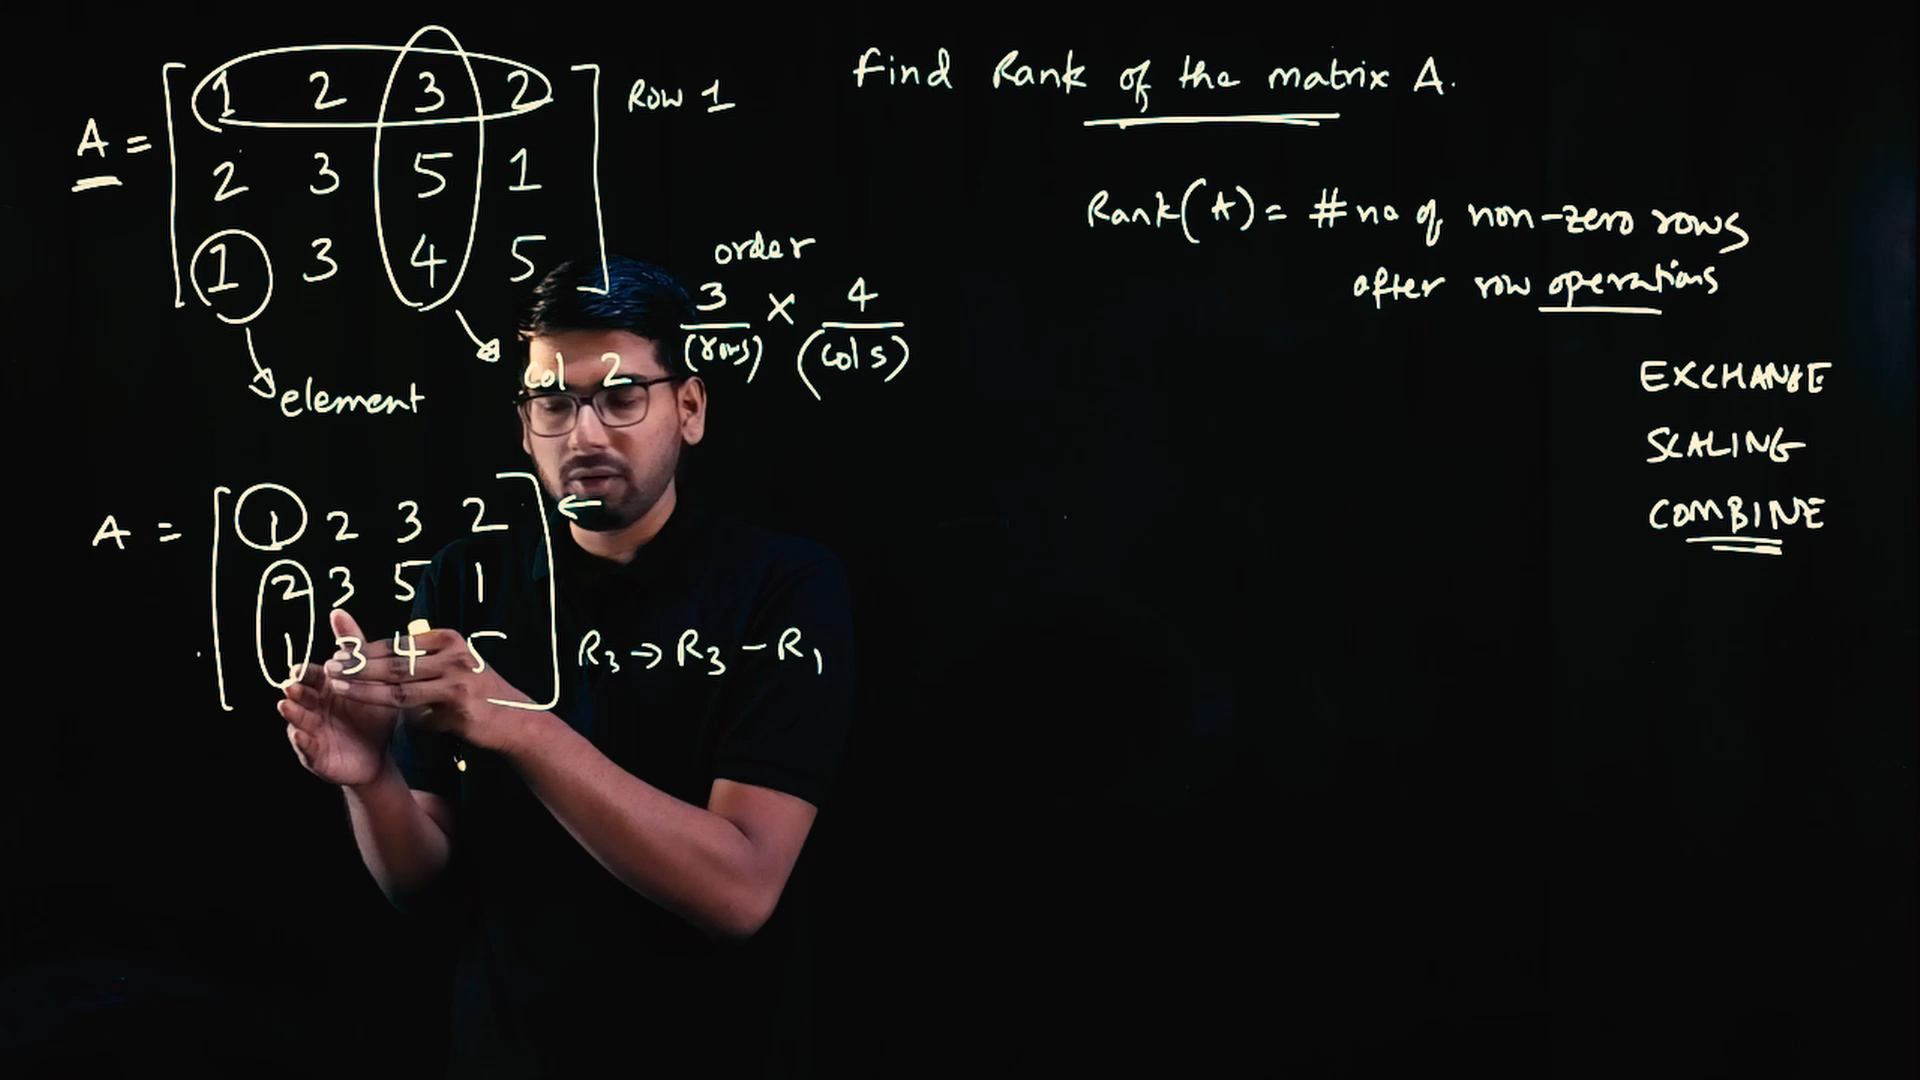 Find Rank of the matrix A.
A = [ 1 2 3 2 ] Row 1
2 3 5 1
1 3 4 5
order
3 × 4
(rows) (cols)
col 2
element
Rank(A) = # no of non-zero rows
after row operations
EXCHANGE
SCALING
COMBINE
A = [ 1 2 3 2 ] ←
2 3 5 1
1 3 4 5 R3 → R3 - R1